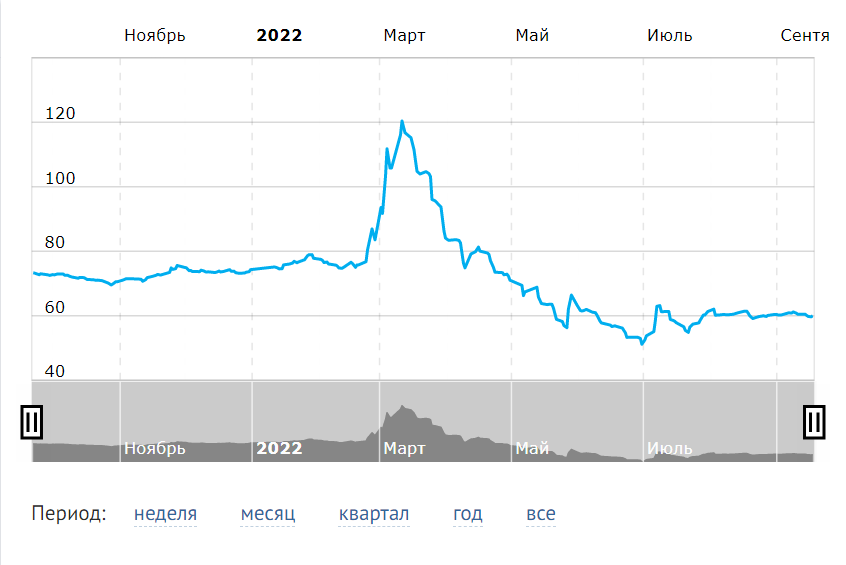 Ноябрь 2022 Март Май Июль Сентя
120
100
80
60
40
Ноябрь 2022 Март Май Июль
Период: неделя месяц квартал год все